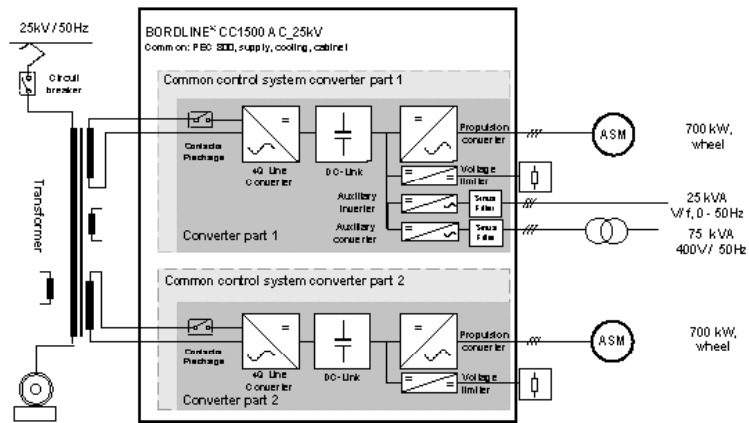 25kV/50Hz
BORDLINE® CC1500 AC_25kV
Common: PEC 800, supply, cooling, cabinet
Circuit
breaker
Common control system converter part 1
Contactor
Precharge
4Q Line
Converter
DC-Link
Propulsion
converter
ASM
700 kW,
wheel
Voltage
limiter
Auxiliary
inverter
Sinus
Filter
25 kVA
V/f, 0 - 50Hz
Auxiliary
converter
Sinus
Filter
75 kVA
400V/ 50Hz
Converter part 1
Transformer
Common control system converter part 2
Contactor
Precharge
4Q Line
Converter
DC-Link
Propulsion
converter
ASM
700 kW,
wheel
Voltage
limiter
Converter part 2